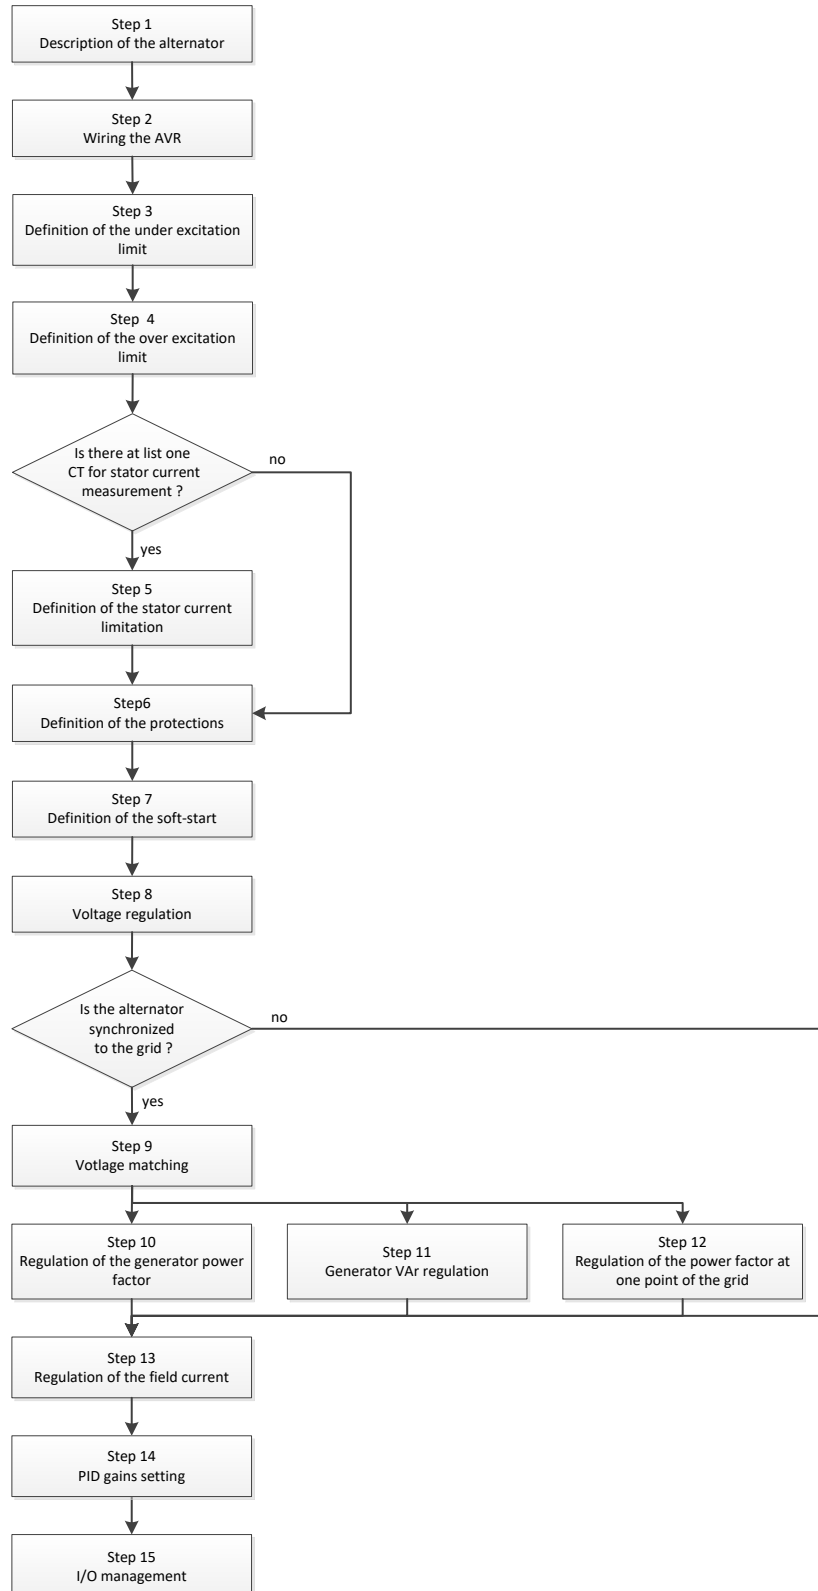 Step 1
Description of the alternator
Step 2
Wiring the AVR
Step 3
Definition of the under excitation
limit
Step 4
Definition of the over excitation
limit
Is there at list one
CT for stator current
measurement ?
no
yes
Step 5
Definition of the stator current
limitation
Step6
Definition of the protections
Step 7
Definition of the soft-start
Step 8
Voltage regulation
Is the alternator
synchronized
to the grid ?
no
yes
Step 9
Votlage matching
Step 10
Regulation of the generator power
factor
Step 11
Generator VAr regulation
Step 12
Regulation of the power factor at
one point of the grid
Step 13
Regulation of the field current
Step 14
PID gains setting
Step 15
I/O management